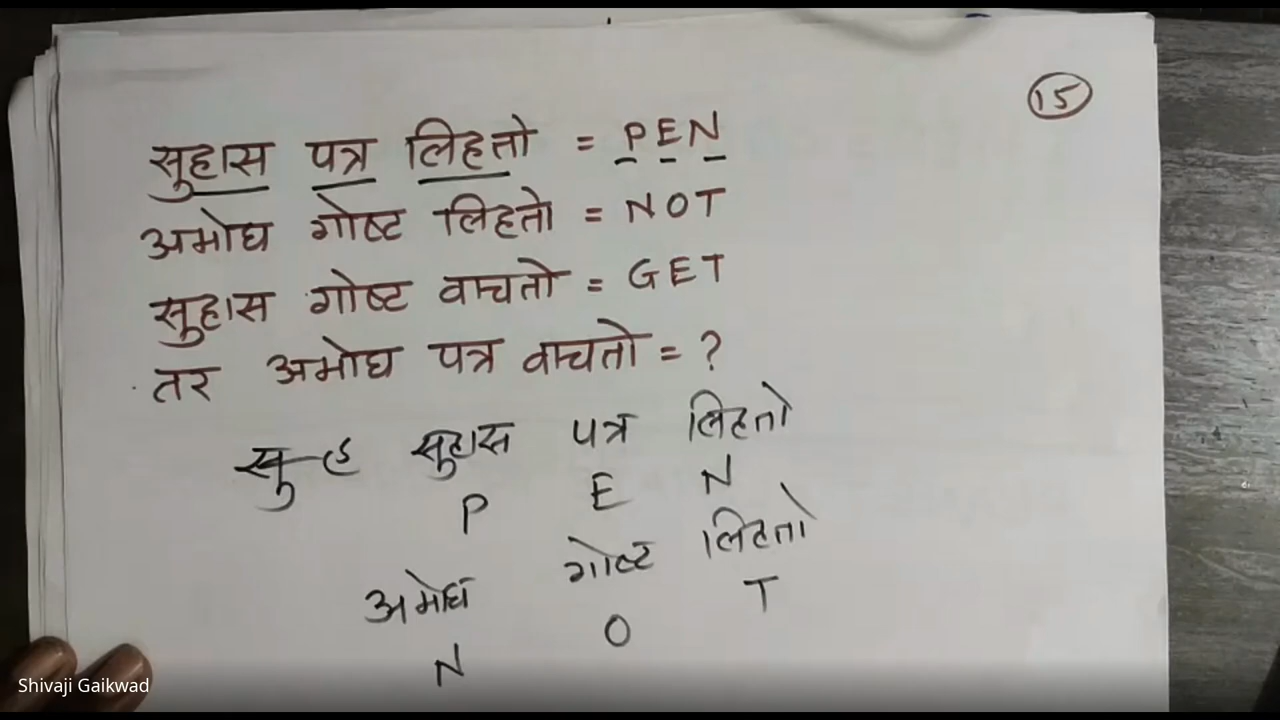 15
सुहास पत्र लिहतो = PEN
अमोघ गोष्ट लिहतो = NOT
सुहास गोष्ट वाचतो = GET
तर अमोघ पत्र वाचतो = ?
सुह सुहास पत्र लिहतो
P E N
अमोघ गोष्ट लिहतो
N O T
Shivaji Gaikwad